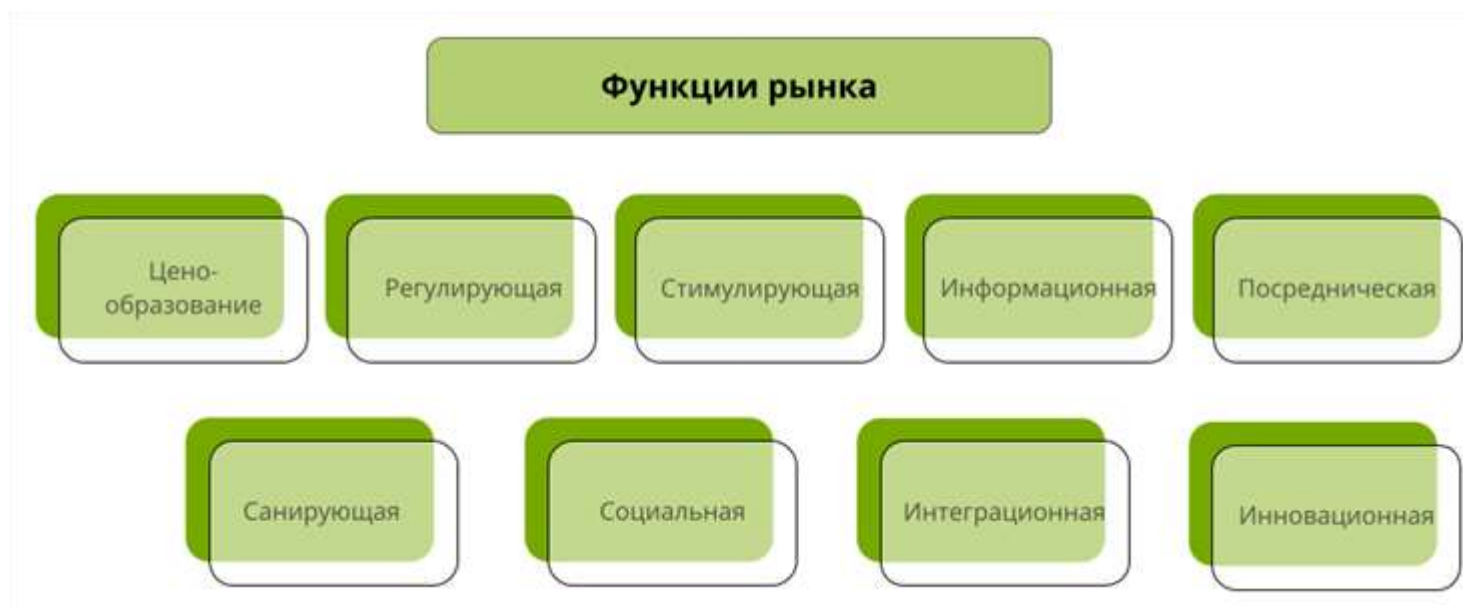 Функции рынка
Цено-
образование
Регулирующая
Стимулирующая
Информационная
Посредническая
Санирующая
Социальная
Интеграционная
Инновационная